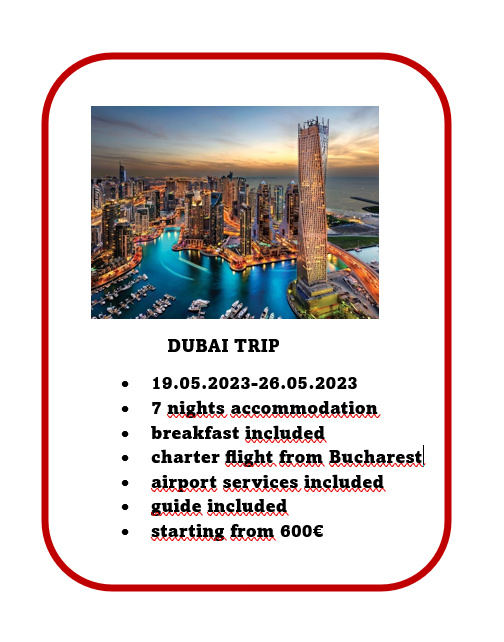 DUBAI TRIP
• 19.05.2023-26.05.2023
• 7 nights accommodation
• breakfast included
• charter flight from Bucharest
• airport services included
• guide included
• starting from 600€